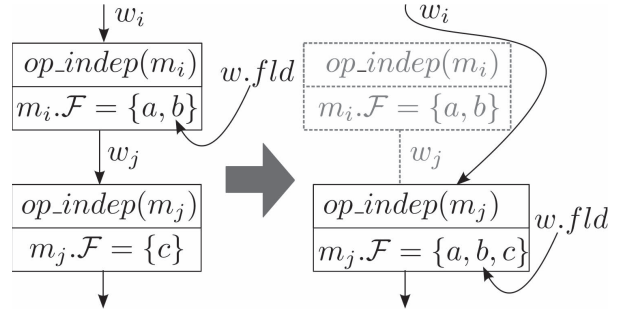 w_i
op_indep(m_i)
m_i.ℱ = {a, b}
w.fld
w_j
op_indep(m_j)
m_j.ℱ = {c}
w_i
op_indep(m_i)
m_i.ℱ = {a, b}
w_j
op_indep(m_j)
m_j.ℱ = {a, b, c}
w.fld